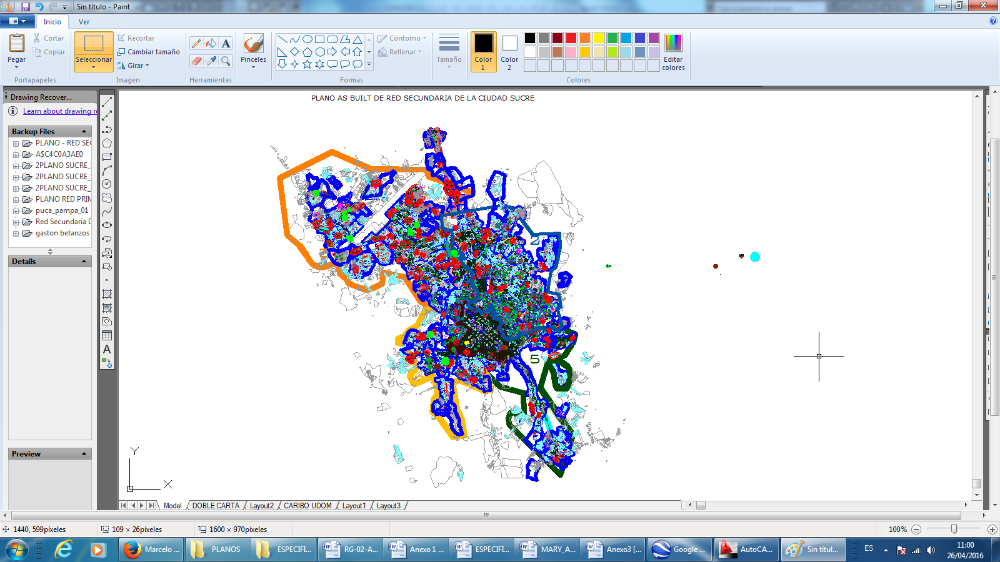 Sin título - Paint
Inicio Ver
Pegar
Cortar
Copiar
Portapapeles
Seleccionar
Recortar
Cambiar tamaño
Girar
Imagen
A
Herramientas
Pinceles
Contorno
Rellenar
Formas
Tamaño
Color 1
Color 2
Editar colores
Colores
Drawing Recover...
Learn about drawing r
Backup Files
PLANO - RED SE
A$C4C0A3AE0
2PLANO SUCRE_
2PLANO SUCRE_
2PLANO SUCRE_
PLANO RED PRI
puca_pampa_01
Red Secundaria D
gaston betanzos
Details
Preview
A
PLANO AS BUILT DE RED SECUNDARIA DE LA CIUDAD SUCRE
2
5
Y
X
Model DOBLE CARTA Layout2 CARIBO UDOM Layout1 Layout3
1440, 599píxeles 109 × 26píxeles 1600 × 970píxeles 100%
Marcelo ... PLANOS ESPECIFI... RG-02-A... Anexo 1 ... ESPECIFI... MARY_A... Anexo3 [... Google ... AutoCA... Sin títul... ES 11:00
26/04/2016